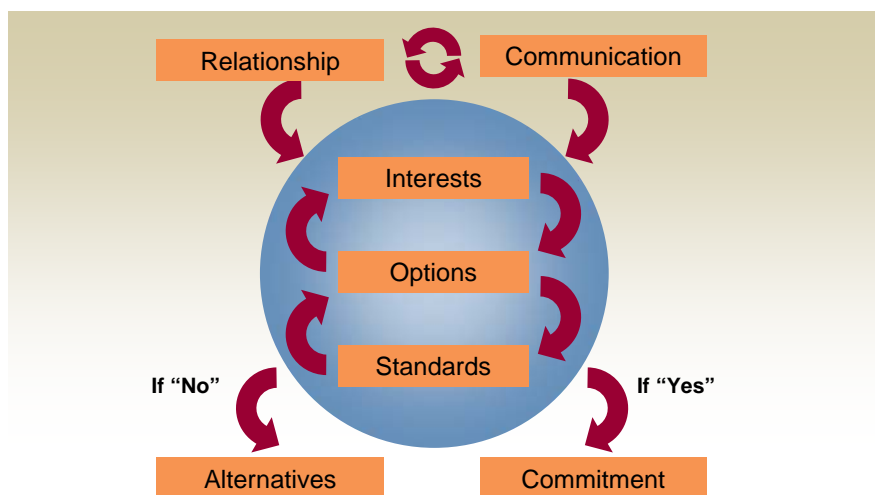 Relationship
Communication
Interests
Options
Standards
If “No”
If “Yes”
Alternatives
Commitment